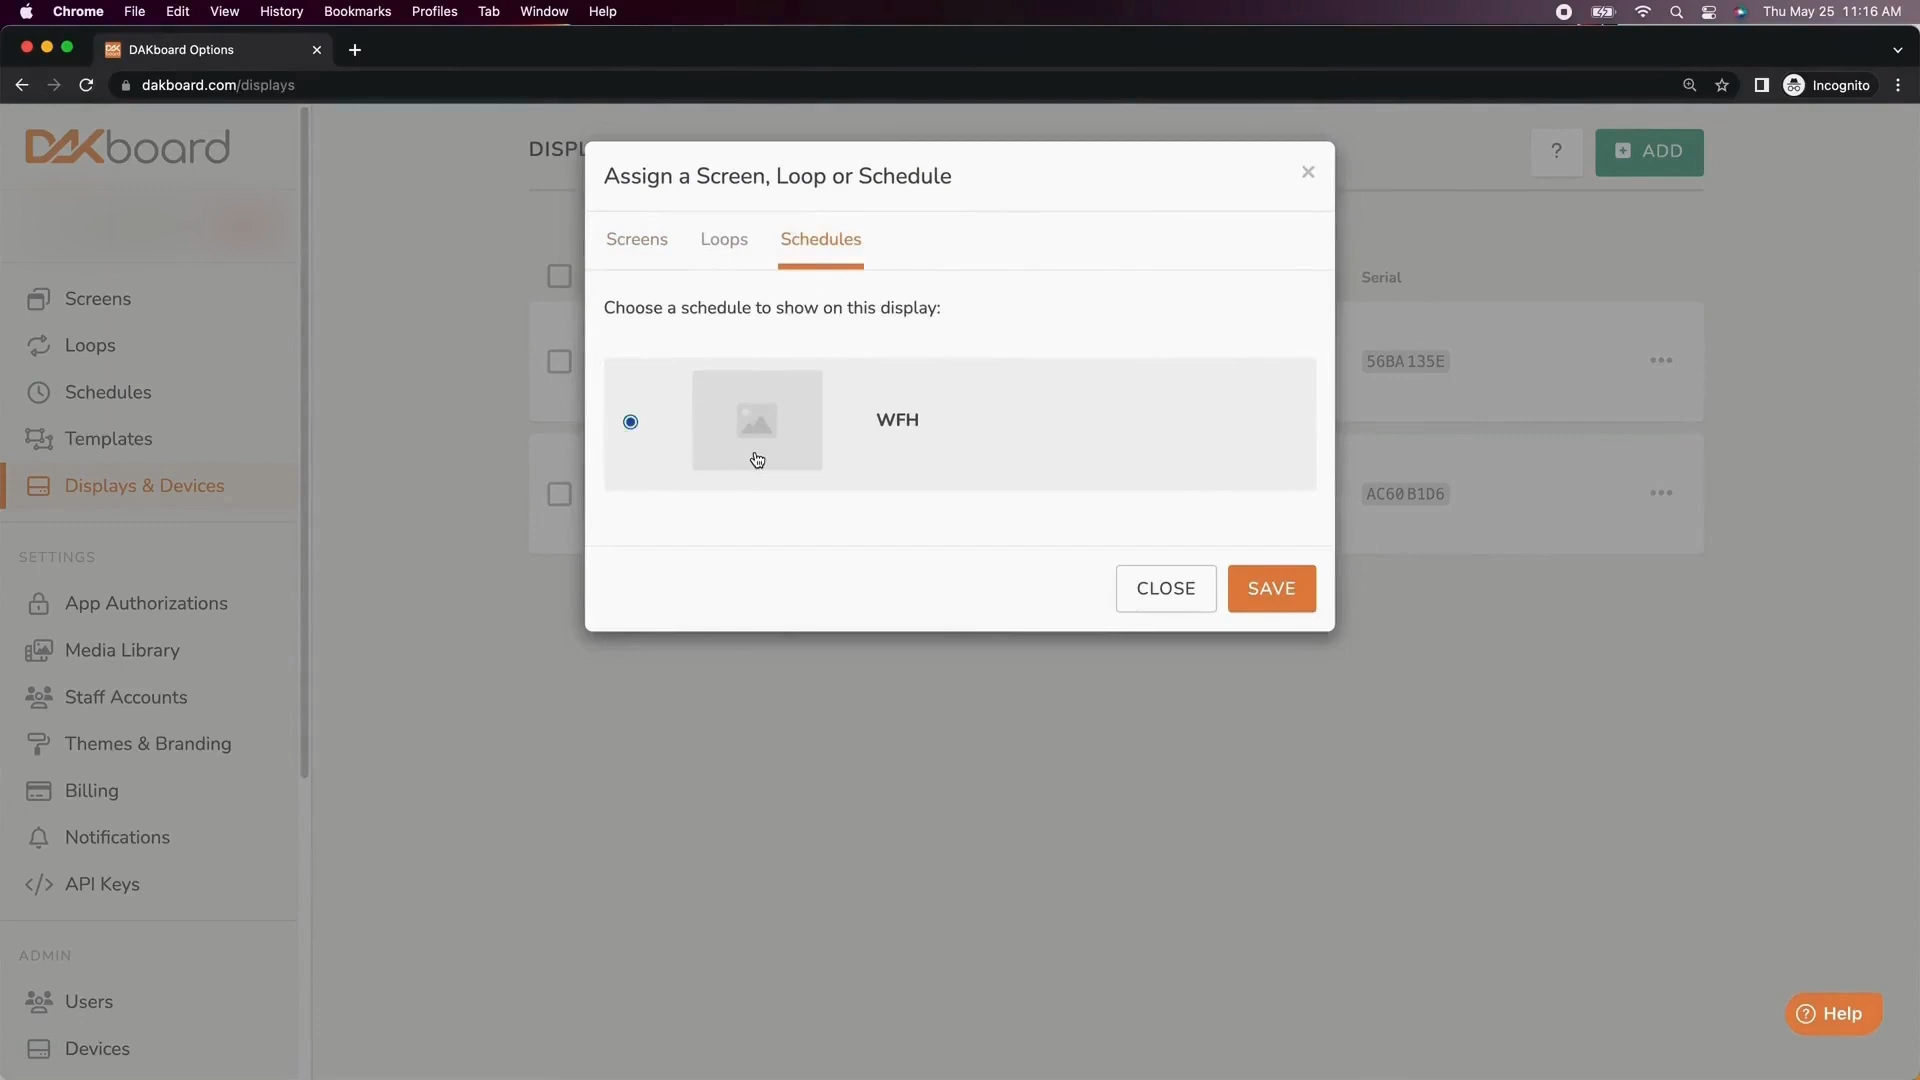 Chrome File Edit View History Bookmarks Profiles Tab Window Help Thu May 25 11:16 AM
DAKboard Options
dakboard.com/displays Incognito
DAKboard
DISPL
? ADD
Assign a Screen, Loop or Schedule
Screens Loops Schedules
Serial
Choose a schedule to show on this display:
WFH
56BA135E
AC60B1D6
CLOSE SAVE
Screens
Loops
Schedules
Templates
Displays & Devices
SETTINGS
App Authorizations
Media Library
Staff Accounts
Themes & Branding
Billing
Notifications
API Keys
ADMIN
Users
Devices
? Help